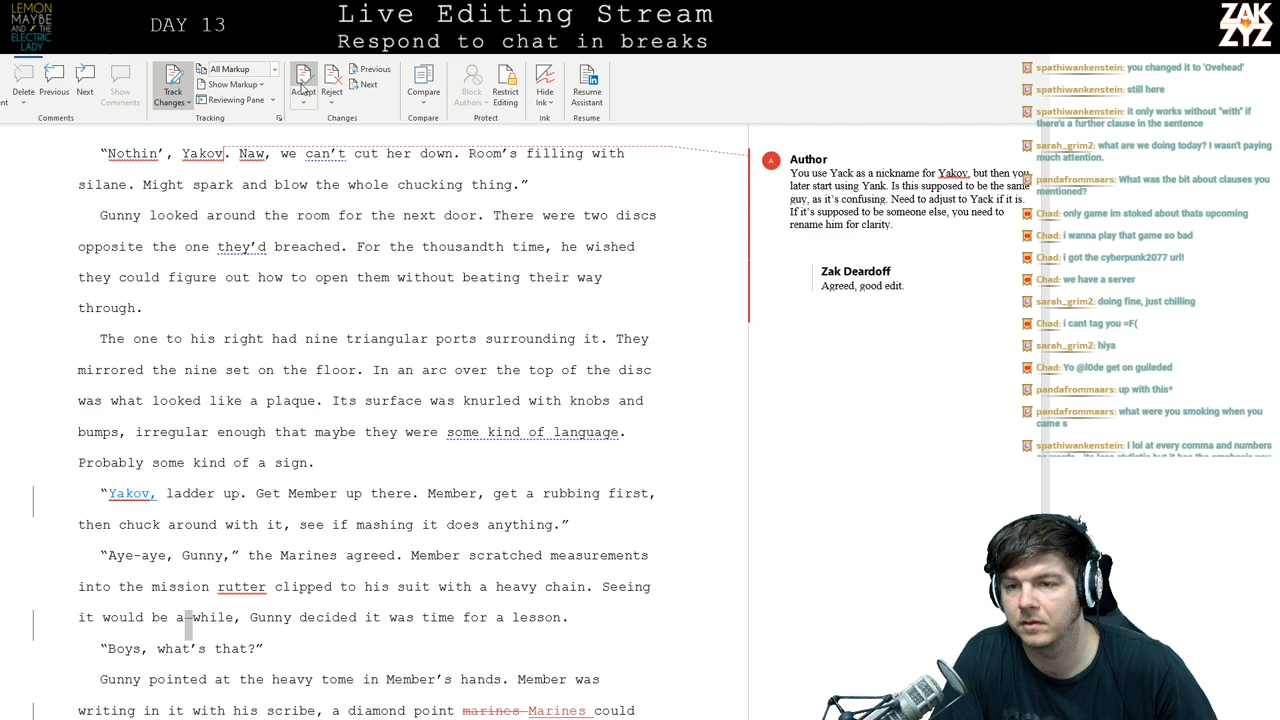 LEMON
MAYBE
AND THE
ELECTRIC
LADY
DAY 13
Live Editing Stream
Respond to chat in breaks
ZAK
ZYZ
Delete
Previous
Next
Show
Comments
Comments
Track
Changes
All Markup
Show Markup
Reviewing Pane
Tracking
Accept
Reject
Previous
Next
Changes
Compare
Compare
Block
Authors
Restrict
Editing
Protect
Hide
Ink
Ink
Resume
Assistant
Resume
“Nothin’, Yakov. Naw, we can’t cut her down. Room’s filling with
silane. Might spark and blow the whole chucking thing.”
Gunny looked around the room for the next door. There were two discs
opposite the one they’d breached. For the thousandth time, he wished
they could figure out how to open them without beating their way
through.
The one to his right had nine triangular ports surrounding it. They
mirrored the nine set on the floor. In an arc over the top of the disc
was what looked like a plaque. Its surface was knurled with knobs and
bumps, irregular enough that maybe they were some kind of language.
Probably some kind of a sign.
“Yakov, ladder up. Get Member up there. Member, get a rubbing first,
then chuck around with it, see if mashing it does anything.”
“Aye-aye, Gunny,” the Marines agreed. Member scratched measurements
into the mission rutter clipped to his suit with a heavy chain. Seeing
it would be a while, Gunny decided it was time for a lesson.
“Boys, what’s that?”
Gunny pointed at the heavy tome in Member’s hands. Member was
writing in it with his scribe, a diamond point marines Marines could
A
Author
You use Yack as a nickname for Yakov, but then you
later start using Yank. Is this supposed to be the same
guy, as it’s confusing. Need to adjust to Yack if it is.
If it’s supposed to be someone else, you need to
rename him for clarity.
Zak Deardoff
Agreed, good edit.
spathiwankenstein: you changed it to 'Ovehead'
spathiwankenstein: still here
spathiwankenstein: it only works without "with" if
there's a further clause in the sentence
sarah_grim2: what are we doing today? I wasn't paying
much attention.
pandafrommaars: What was the bit about clauses you
mentioned?
Chad: only game im stoked about thats upcoming
Chad: i wanna play that game so bad
Chad: i got the cyberpunk2077 url!
Chad: we have a server
sarah_grim2: doing fine, just chilling
Chad: i cant tag you =F(
sarah_grim2: hiya
Chad: Yo @l0de get on guileded
pandafrommaars: up with this*
pandafrommaars: what were you smoking when you
came s
spathiwankenstein: i lol at every comma and numbers